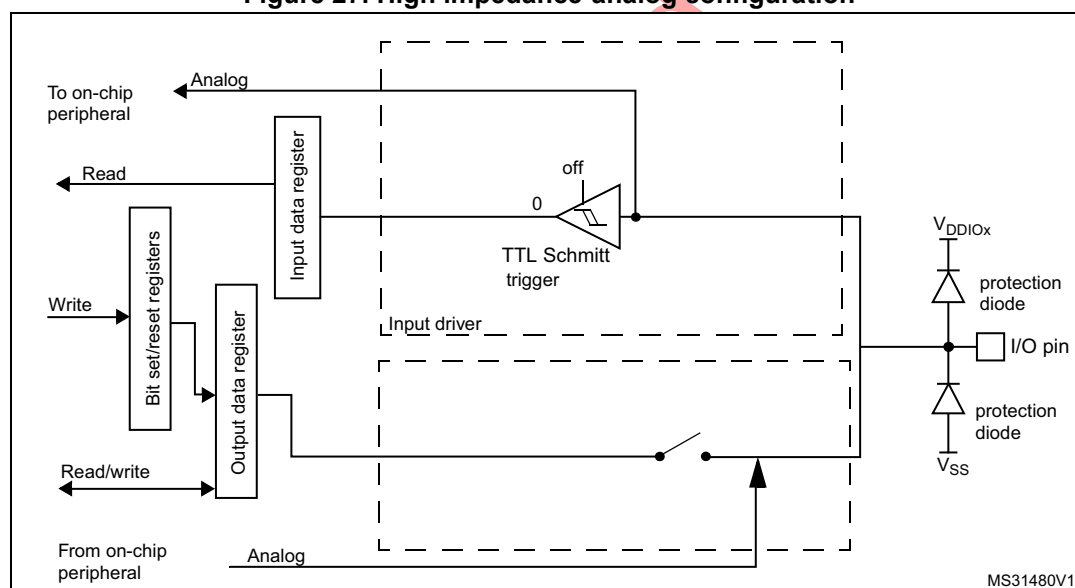 Figure 27. High impedance-analog configuration
To on-chip
peripheral
Analog
Read
Input data register
off
0
TTL Schmitt
trigger
Input driver
Write
Bit set/reset registers
Output data register
Read/write
From on-chip
peripheral
Analog
VDDIOx
protection
diode
I/O pin
protection
diode
VSS
MS31480V1